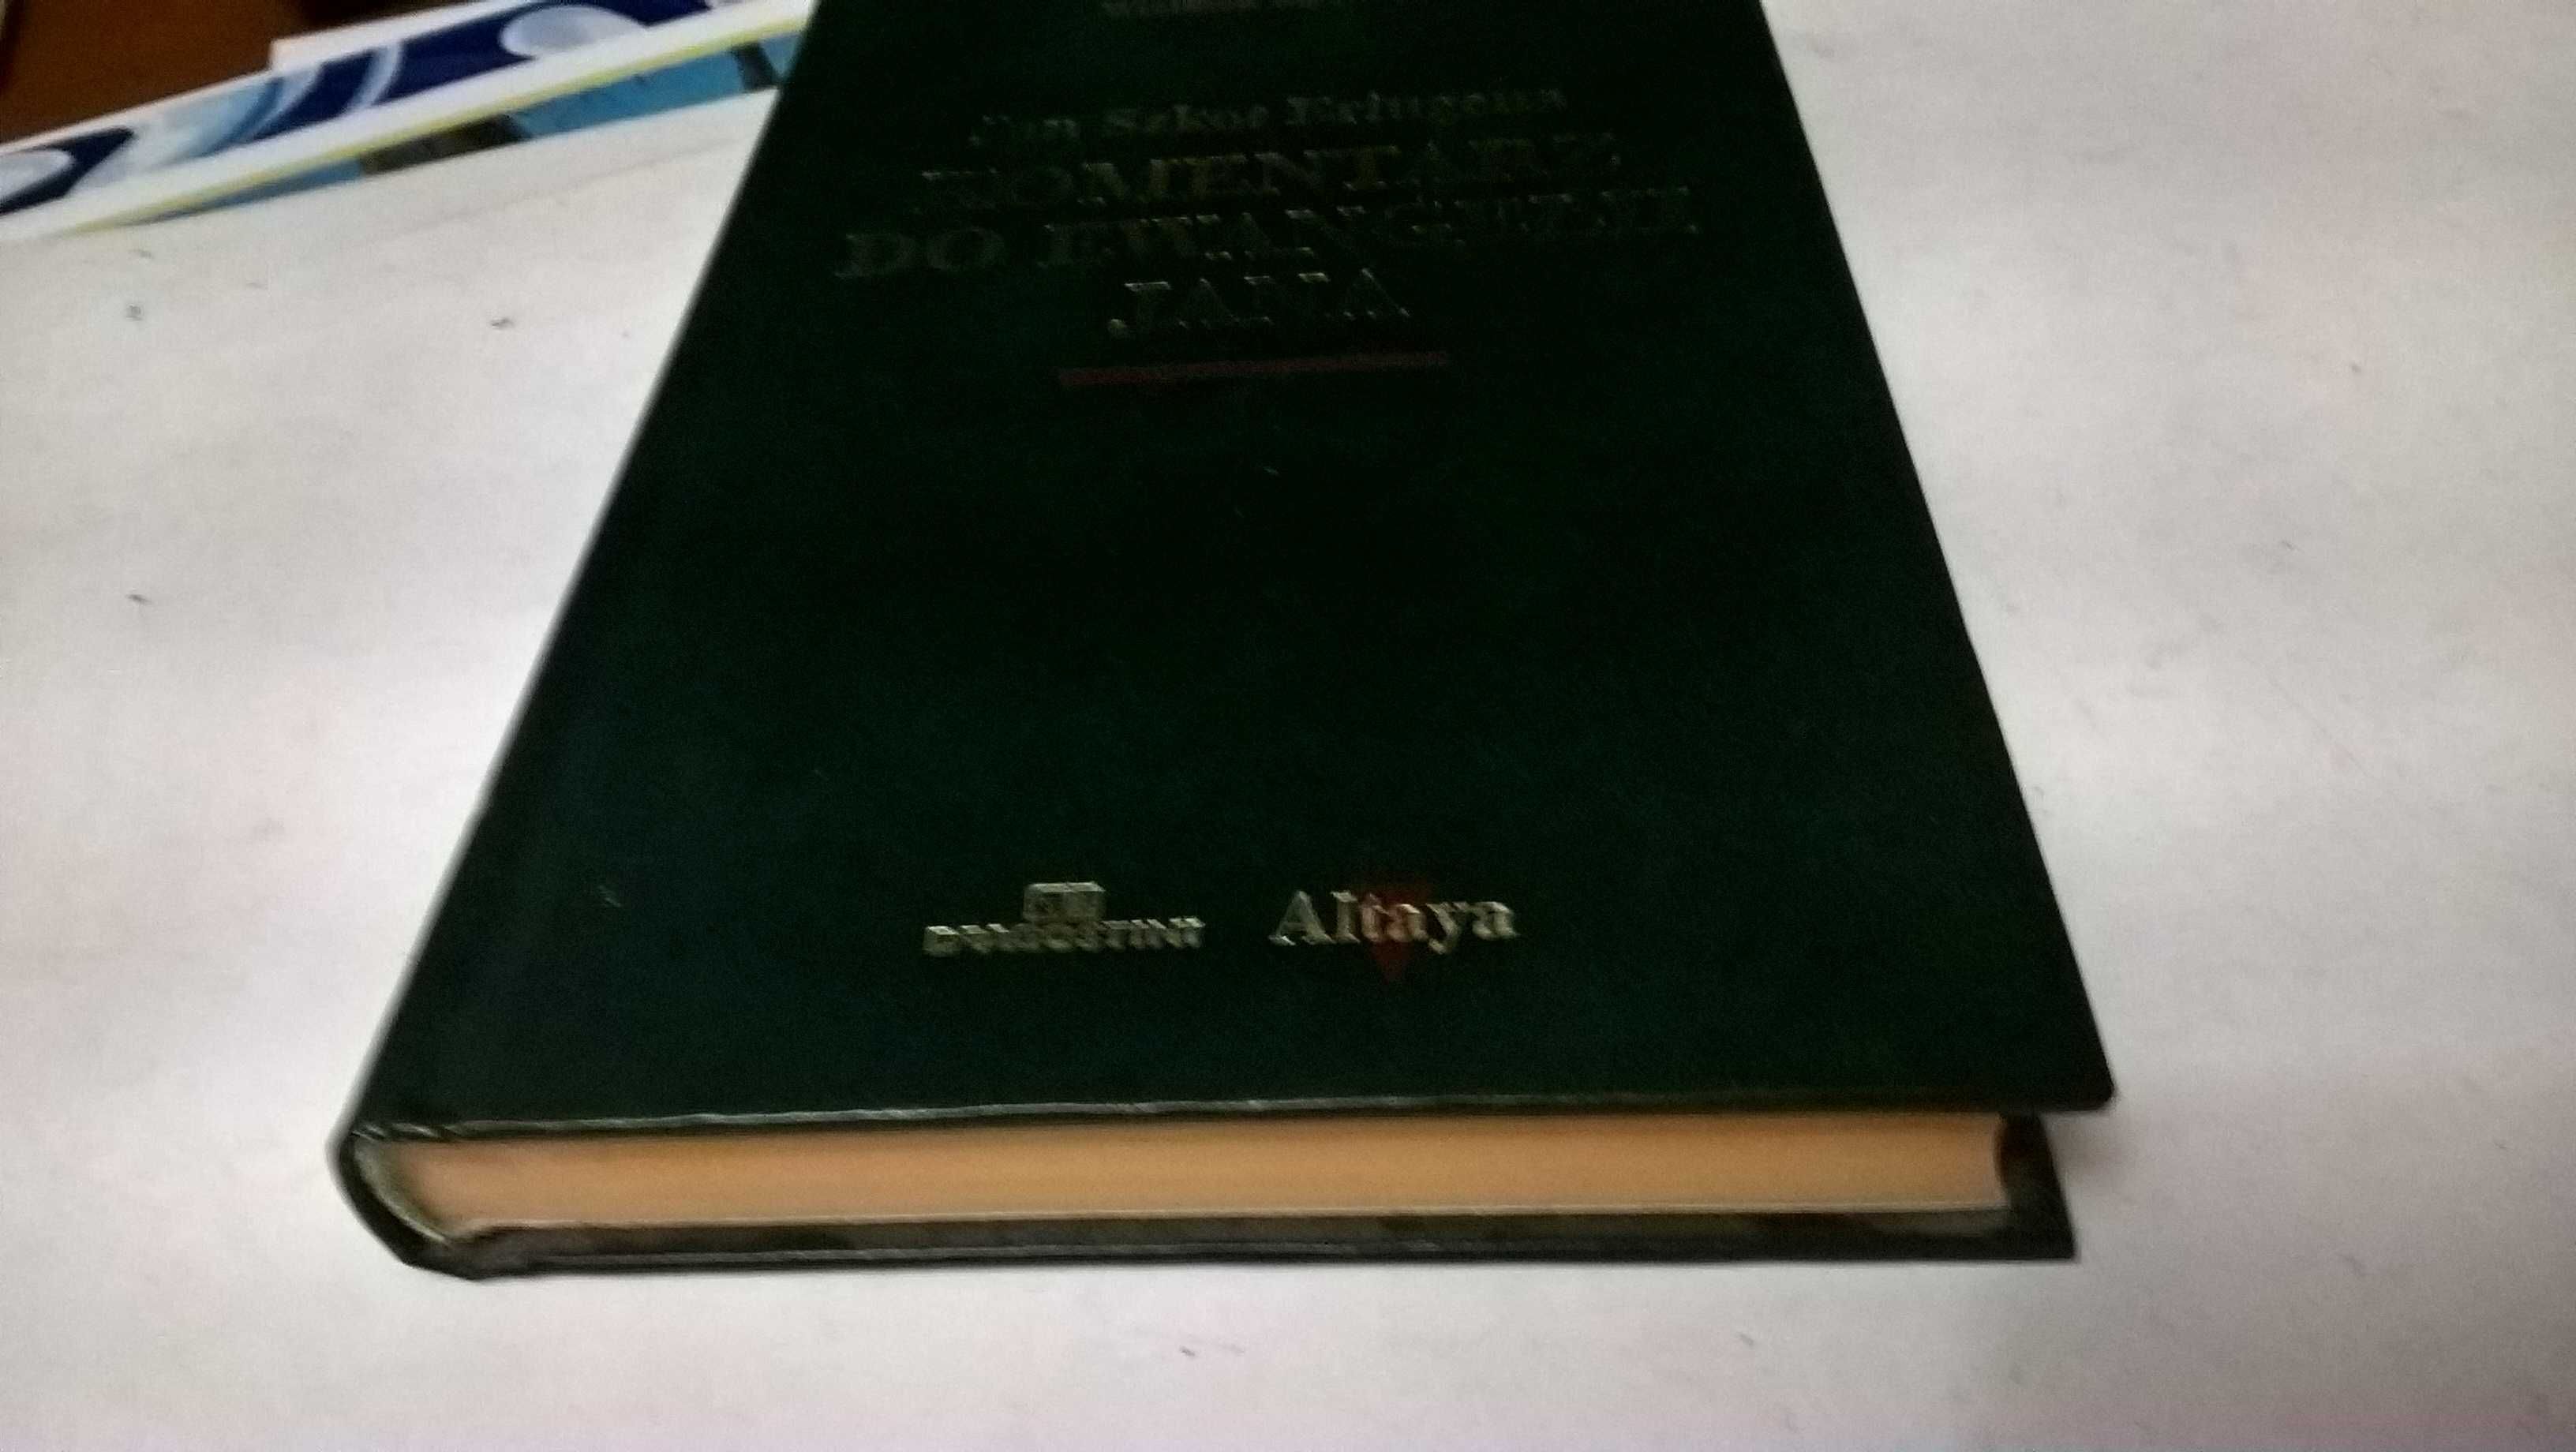 Jan Szkot Eriugena
KOMENTARZ
DO EWANGELII
JANA
Altaya